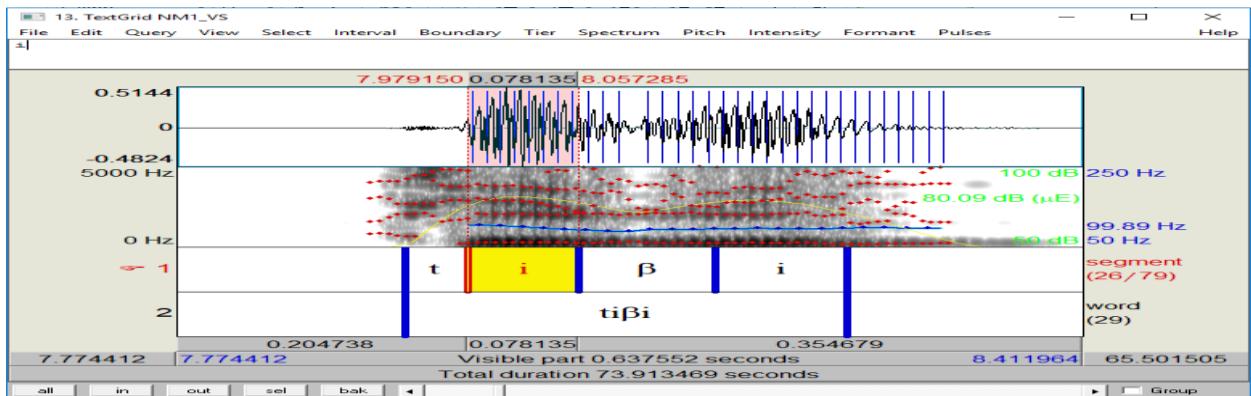 13. TextGrid NM1_VS
File Edit Query View Select Interval Boundary Tier Spectrum Pitch Intensity Formant Pulses Help
i
7.979150 0.078135 8.057285
0.5144
0
-0.4824
5000 Hz 100 dB 250 Hz
80.09 dB (µE)
99.89 Hz
0 Hz 50 dB 50 Hz
1 t i β i segment
(26/79)
2 tiβi word
(29)
0.204738 0.078135 0.354679
7.774412 7.774412 Visible part 0.637552 seconds 8.411964 65.501505
Total duration 73.913469 seconds
all in out sel bak Group